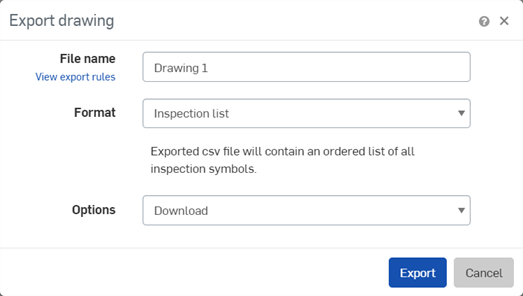 Export drawing
File name
Drawing 1
View export rules
Format
Inspection list
Exported csv file will contain an ordered list of all
inspection symbols.
Options
Download
Export
Cancel